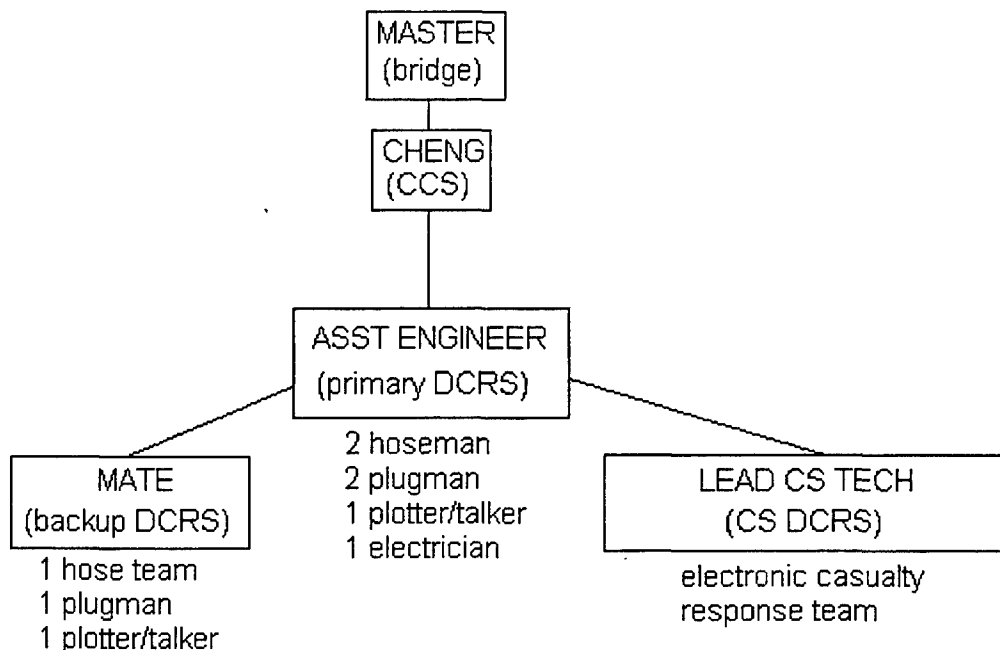 MASTER
(bridge)
CHENG
(CCS)
ASST ENGINEER
(primary DCRS)
2 hoseman
2 plugman
1 plotter/talker
1 electrician
MATE
(backup DCRS)
1 hose team
1 plugman
1 plotter/talker
LEAD CS TECH
(CS DCRS)
electronic casualty
response team